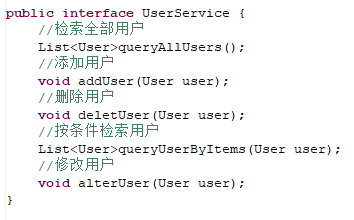 public interface UserService {
//检索全部用户
List<User>queryAllUsers();
//添加用户
void addUser(User user);
//删除用户
void deletUser(User user);
//按条件检索用户
List<User>queryUserByItems(User user);
//修改用户
void alterUser(User user);
}